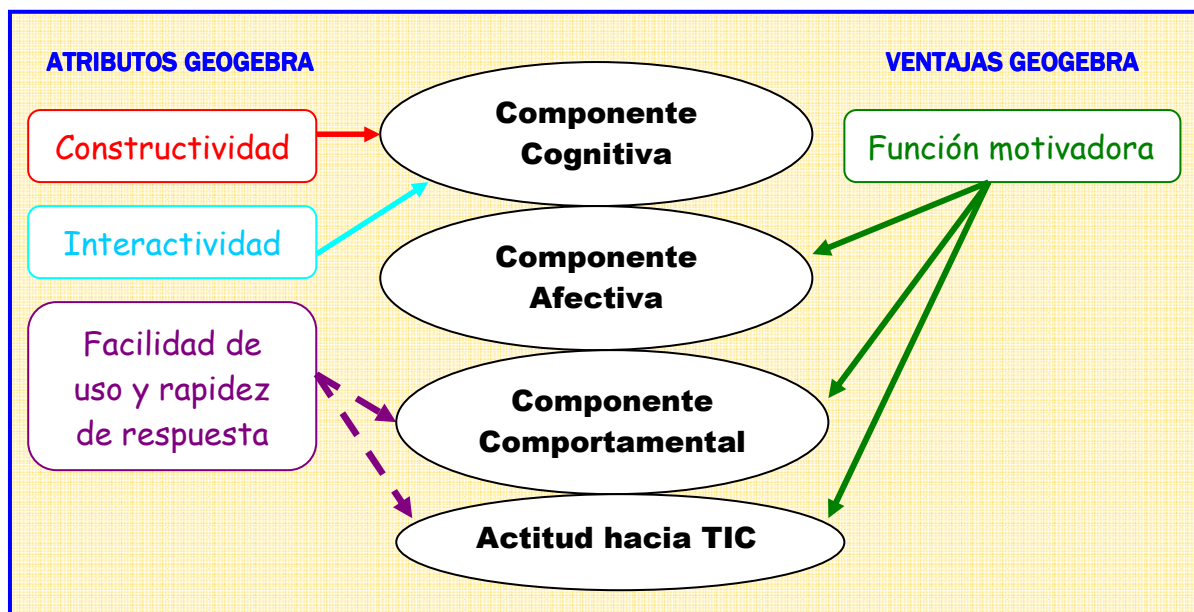 ATRIBUTOS GEOGEBRA
Constructividad
Interactividad
Facilidad de
uso y rapidez
de respuesta
Componente
Cognitiva
Componente
Afectiva
Componente
Comportamental
Actitud hacia TIC
VENTAJAS GEOGEBRA
Función motivadora